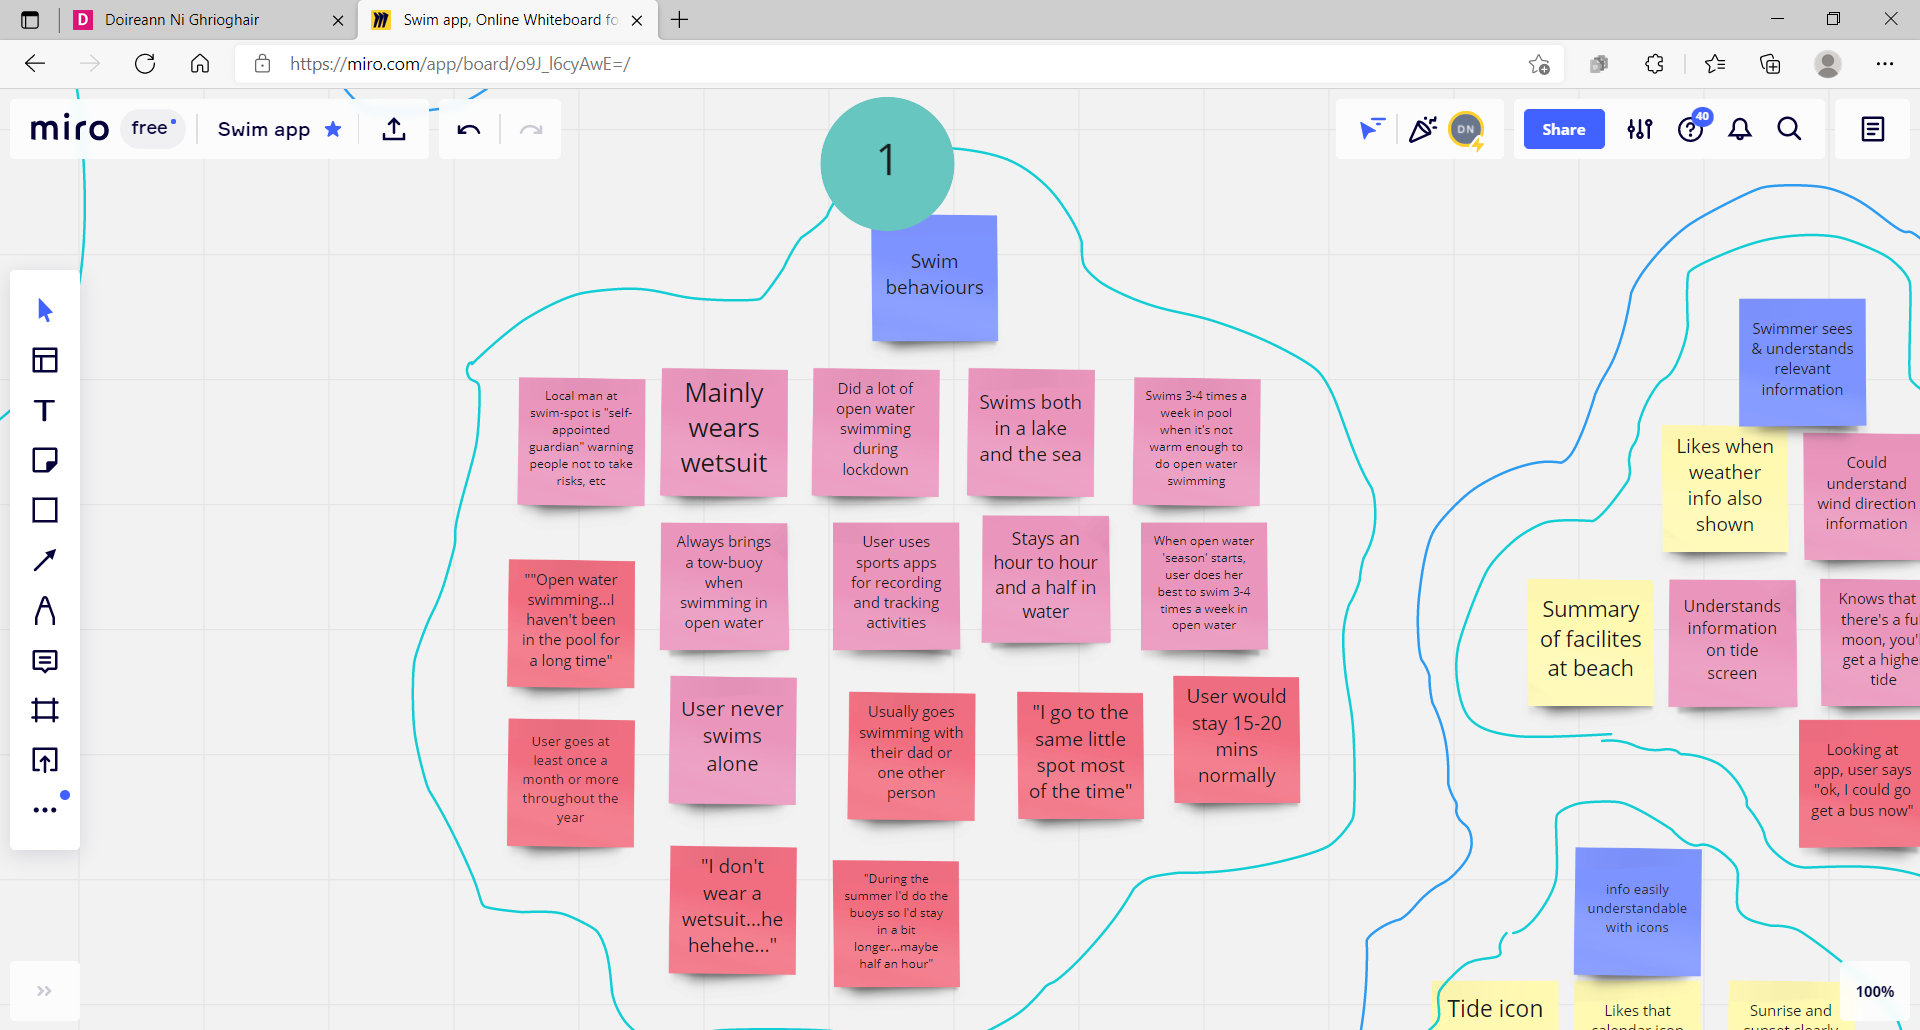 Doireann Ni Ghrioghair
Swim app, Online Whiteboard fo
https://miro.com/app/board/o9J_l6cyAwE=/
miro
free
Swim app
DN
Share
40
1
Swim
behaviours
Local man at
swim-spot is "self-
appointed
guardian" warning
people not to take
risks, etc
Mainly
wears
wetsuit
Did a lot of
open water
swimming
during
lockdown
Swims both
in a lake
and the sea
Swims 3-4 times a
week in pool
when it's not
warm enough to
do open water
swimming
""Open water
swimming...I
haven't been
in the pool for
a long time"
Always brings
a tow-buoy
when
swimming in
open water
User uses
sports apps
for recording
and tracking
activities
Stays an
hour to hour
and a half in
water
When open water
'season' starts,
user does her
best to swim 3-4
times a week in
open water
User goes at
least once a
month or more
throughout the
year
User never
swims
alone
Usually goes
swimming with
their dad or
one other
person
"I go to the
same little
spot most
of the time"
User would
stay 15-20
mins
normally
"I don't
wear a
wetsuit...he
hehehe..."
"During the
summer I'd do the
buoys so I'd stay
in a bit
longer...maybe
half an hour"
Swimmer sees
& understands
relevant
information
Likes when
weather
info also
shown
Could
understand
wind direction
information
Summary
of facilites
at beach
Understands
information
on tide
screen
Knows that
there's a fu
moon, you'
get a highe
tide
Looking at
app, user says
"ok, I could go
get a bus now"
info easily
understandable
with icons
Tide icon
Likes that
calendar icon
Sunrise and
sunset clearly
100%